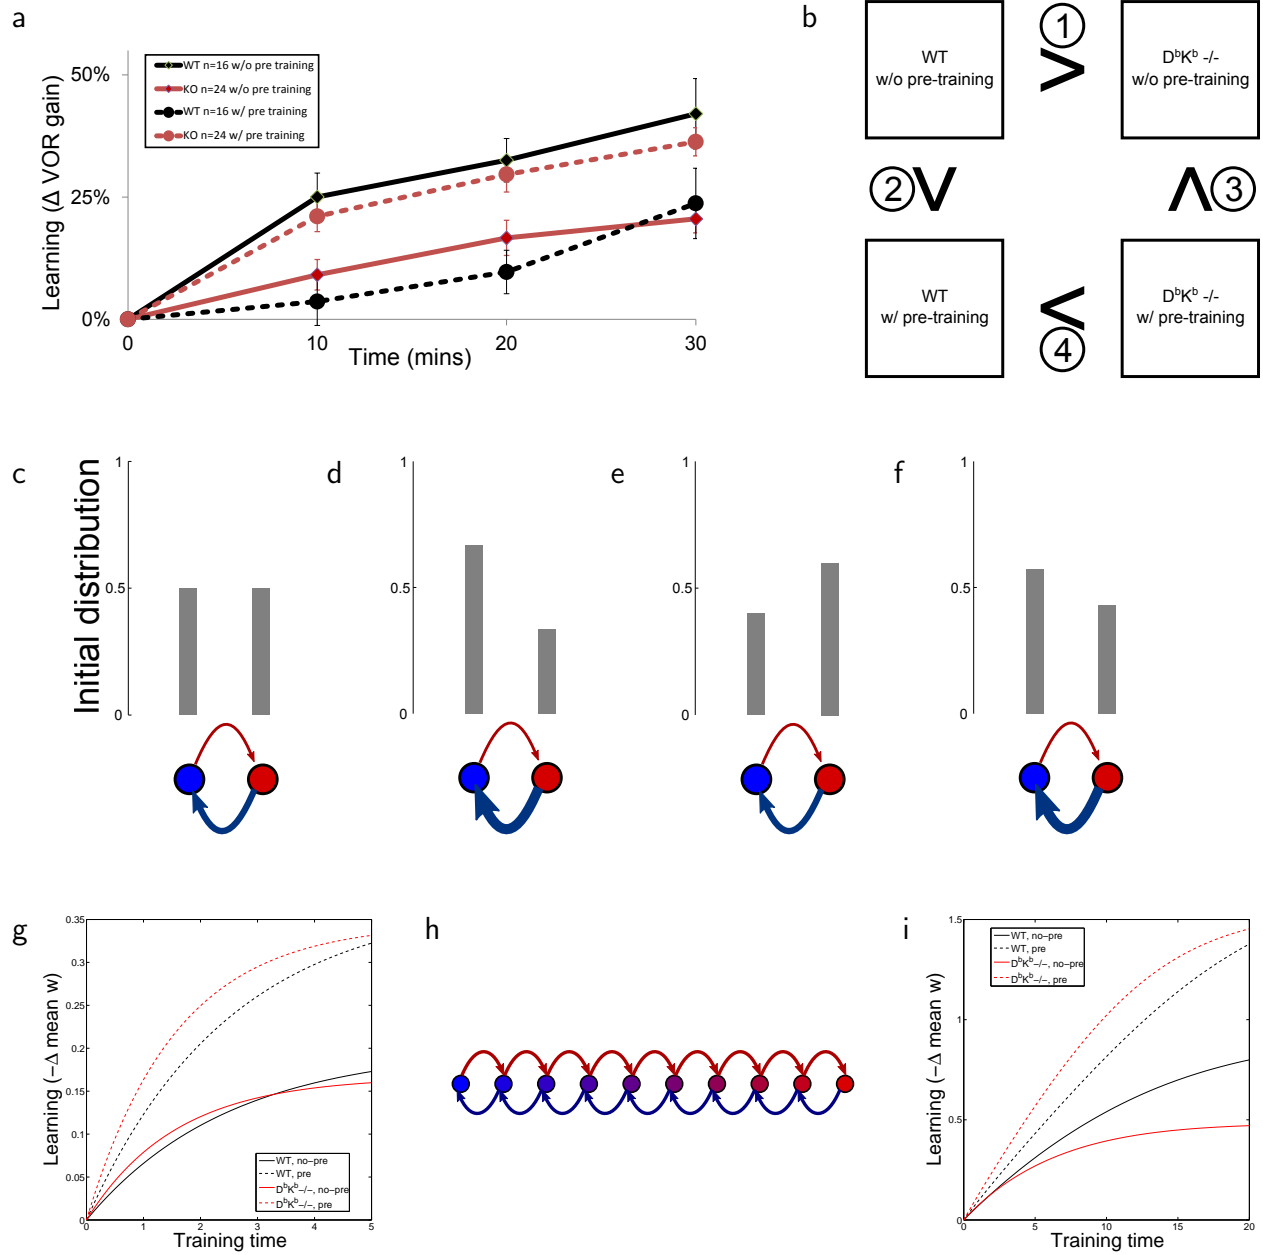 a
50%
25%
0%
Learning (Δ VOR gain)
WT n=16 w/o pre training
KO n=24 w/o pre training
WT n=16 w/ pre training
KO n=24 w/ pre training
0
10
20
30
Time (mins)
b
WT
w/o pre-training
1
>
DᵇKᵇ -/-
w/o pre-training
2
>
<
3
WT
w/ pre-training
<
4
DᵇKᵇ -/-
w/ pre-training
c
Initial distribution
1
0.5
0
d
1
0.5
0
e
1
0.5
0
f
1
0.5
0
g
Learning (−Δ mean w)
0.35
0.3
0.25
0.2
0.15
0.1
0.05
0
WT, no−pre
WT, pre
DᵇKᵇ−/−, no−pre
DᵇKᵇ−/−, pre
0
1
2
3
4
5
Training time
h
i
Learning (−Δ mean w)
1.5
1
0.5
0
WT, no−pre
WT, pre
DᵇKᵇ−/−, no−pre
DᵇKᵇ−/−, pre
0
5
10
15
20
Training time